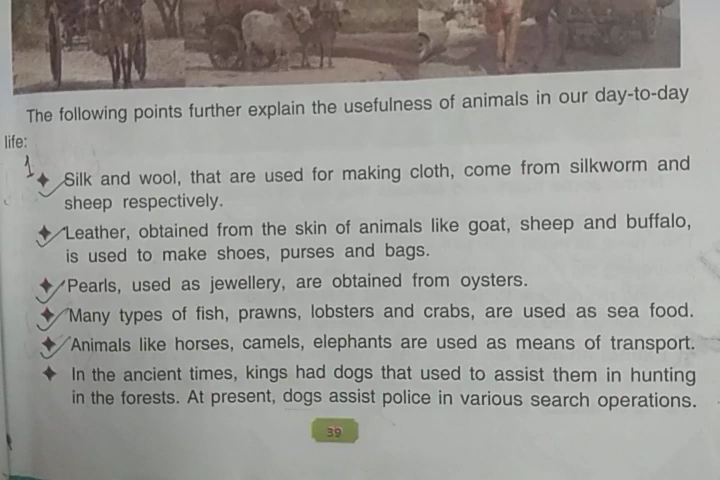 The following points further explain the usefulness of animals in our day-to-day
life:
1
✦ Silk and wool, that are used for making cloth, come from silkworm and
sheep respectively.
✦ Leather, obtained from the skin of animals like goat, sheep and buffalo,
is used to make shoes, purses and bags.
✦ Pearls, used as jewellery, are obtained from oysters.
✦ Many types of fish, prawns, lobsters and crabs, are used as sea food.
✦ Animals like horses, camels, elephants are used as means of transport.
✦ In the ancient times, kings had dogs that used to assist them in hunting
in the forests. At present, dogs assist police in various search operations.
39